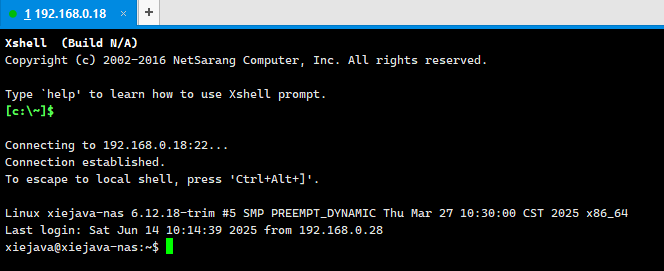 1 192.168.0.18 × +
Xshell (Build N/A)
Copyright (c) 2002-2016 NetSarang Computer, Inc. All rights reserved.
Type `help' to learn how to use Xshell prompt.
[c:\~]$
Connecting to 192.168.0.18:22...
Connection established.
To escape to local shell, press 'Ctrl+Alt+]'.
Linux xiejava-nas 6.12.18-trim #5 SMP PREEMPT_DYNAMIC Thu Mar 27 10:30:00 CST 2025 x86_64
Last login: Sat Jun 14 10:14:39 2025 from 192.168.0.28
xiejava@xiejava-nas:~$